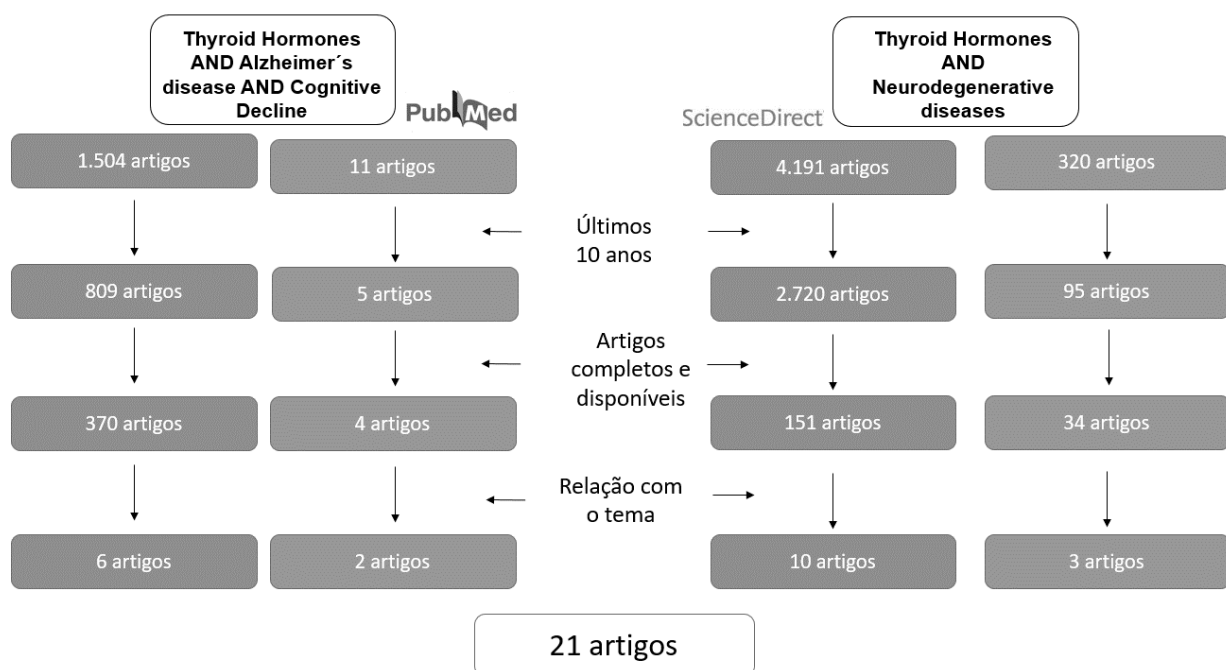 Thyroid Hormones
AND Alzheimer´s
disease AND Cognitive
Decline
PubMed
ScienceDirect
Thyroid Hormones
AND
Neurodegenerative
diseases
1.504 artigos
11 artigos
4.191 artigos
320 artigos
Últimos
10 anos
809 artigos
5 artigos
2.720 artigos
95 artigos
Artigos
completos e
disponíveis
370 artigos
4 artigos
151 artigos
34 artigos
Relação com
o tema
6 artigos
2 artigos
10 artigos
3 artigos
21 artigos